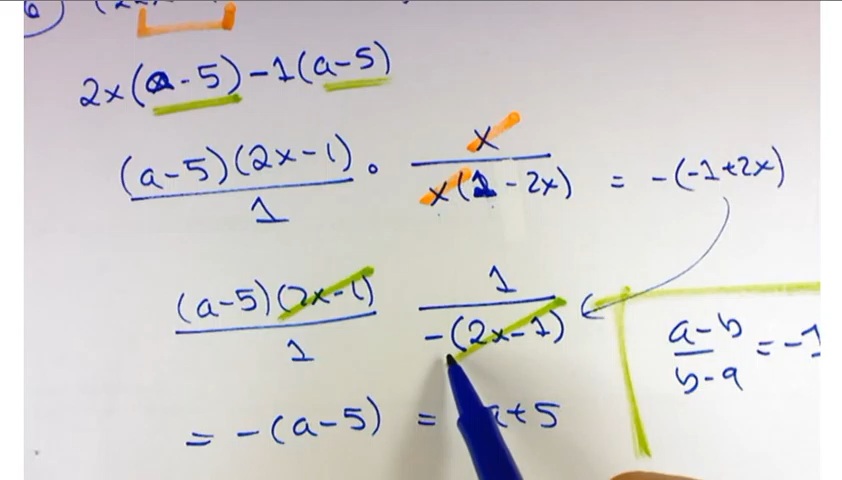 6
2x(a-5)-1(a-5)
(a-5)(2x-1)/1 · x/x(1-2x) = -(-1+2x)
(a-5)(2x-1)/1 1/-(2x-1)
a-b/b-a = -1
= -(a-5) = a+5